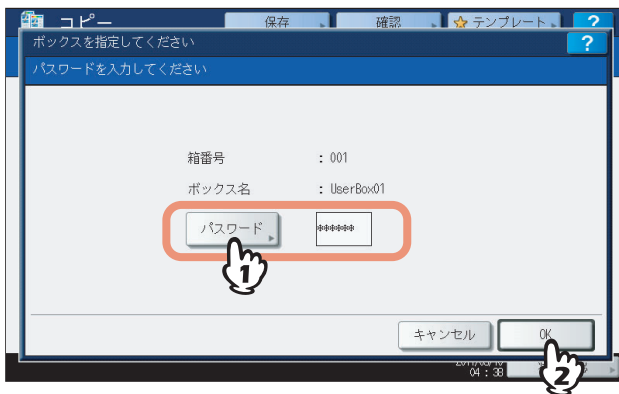 コピー 保存 確認 テンプレート ?
ボックスを指定してください ?
パスワードを入力してください
箱番号 : 001
ボックス名 : UserBox01
パスワード ******
1
キャンセル OK
04:38
2